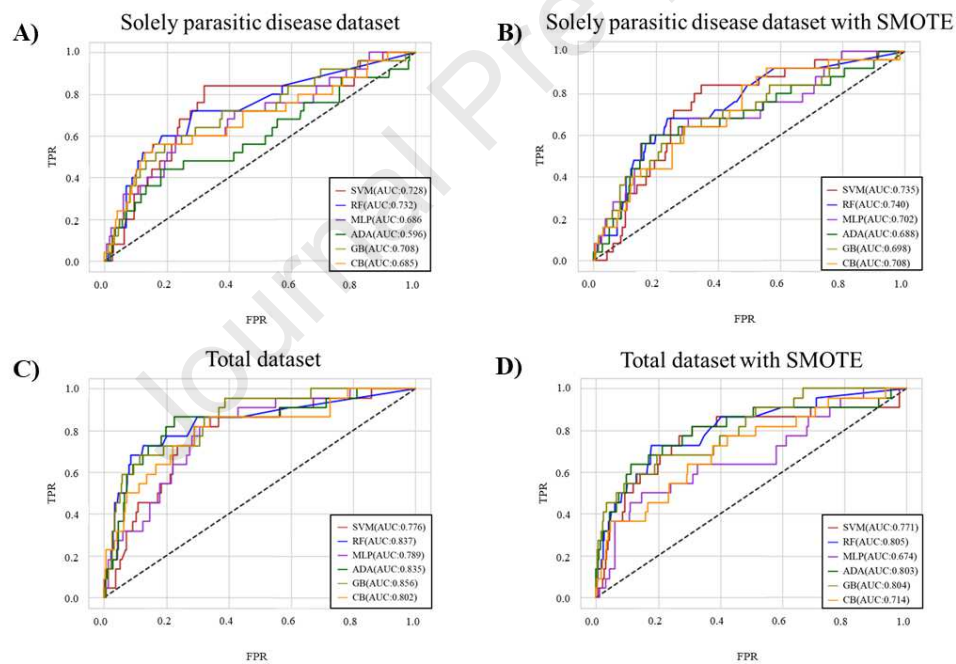 A) Solely parasitic disease dataset
1.0
0.8
0.6
0.4
0.2
0.0
TPR
0.0 0.2 0.4 0.6 0.8 1.0
FPR
SVM(AUC:0.728)
RF(AUC:0.732)
MLP(AUC:0.686
ADA(AUC:0.596)
GB(AUC:0.708)
CB(AUC:0.685)
B) Solely parasitic disease dataset with SMOTE
1.0
0.8
0.6
0.4
0.2
0.0
TPR
0.0 0.2 0.4 0.6 0.8 1.0
FPR
SVM(AUC:0.735)
RF(AUC:0.740)
MLP(AUC:0.702)
ADA(AUC:0.688)
GB(AUC:0.698)
CB(AUC:0.708)
C) Total dataset
1.0
0.8
0.6
0.4
0.2
0.0
TPR
0.0 0.2 0.4 0.6 0.8 1.0
FPR
SVM(AUC:0.776)
RF(AUC:0.837)
MLP(AUC:0.789)
ADA(AUC:0.835)
GB(AUC:0.856)
CB(AUC:0.802)
D) Total dataset with SMOTE
1.0
0.8
0.6
0.4
0.2
0.0
TPR
0.0 0.2 0.4 0.6 0.8 1.0
FPR
SVM(AUC:0.771)
RF(AUC:0.805)
MLP(AUC:0.674)
ADA(AUC:0.803)
GB(AUC:0.804)
CB(AUC:0.714)
Journal Pre